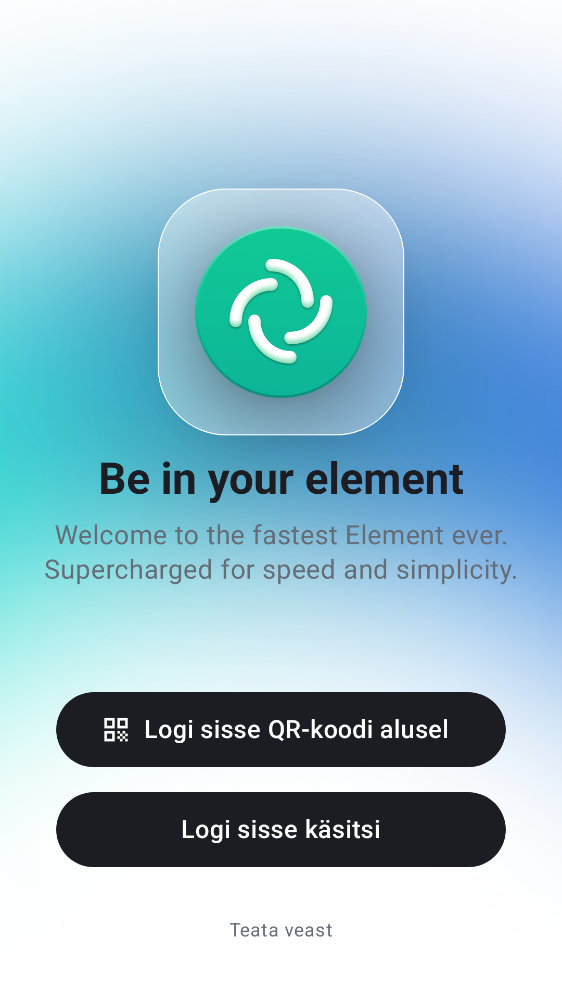 Be in your element
Welcome to the fastest Element ever.
Supercharged for speed and simplicity.
Logi sisse QR-koodi alusel
Logi sisse käsitsi
Teata veast